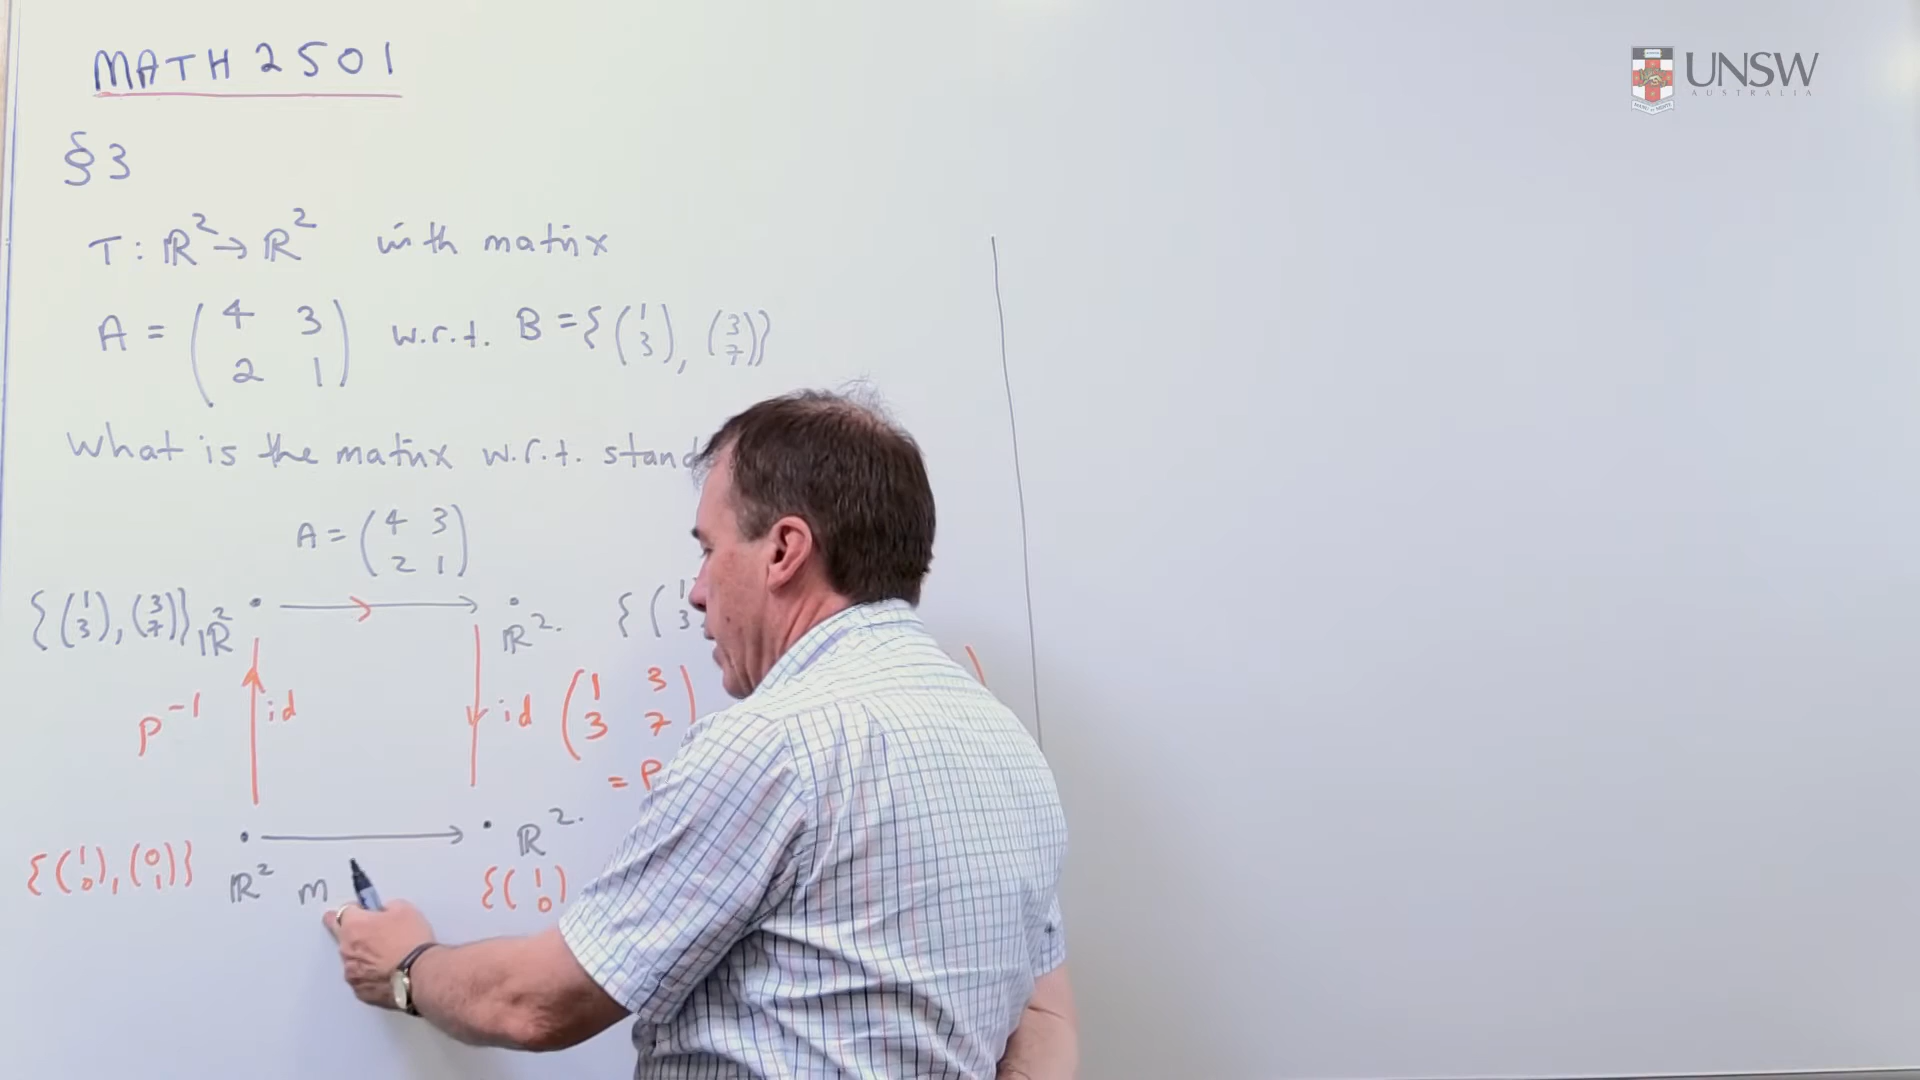 MATH 2501
UNSW
AUSTRALIA
§3
T: ℝ² → ℝ² with matrix
A = (4 3
2 1) w.r.t. B = {(1
3), (3
7)}
What is the matrix w.r.t.
A = (4 3
2 1)
{(1
3), (3
7)} ℝ² ℝ². {(1
3
P⁻¹ id id (1 3
3 7)
= P
ℝ².
{(1
0), (0
1)} ℝ² m {(1
0)